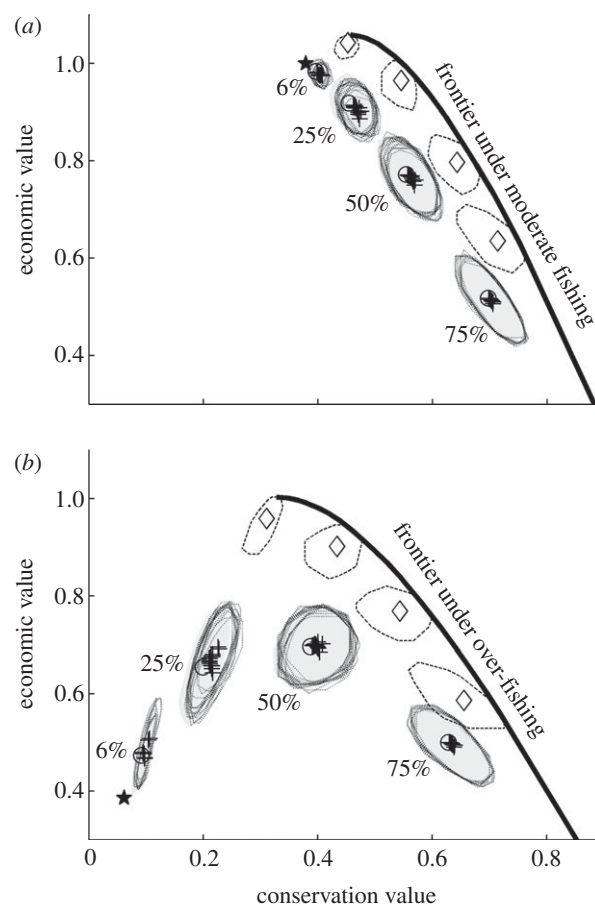 (a)
1.0
0.8
0.6
0.4
economic value
6%
25%
50%
75%
frontier under moderate fishing
(b)
1.0
0.8
0.6
0.4
economic value
6%
25%
50%
75%
frontier under over-fishing
0 0.2 0.4 0.6 0.8
conservation value